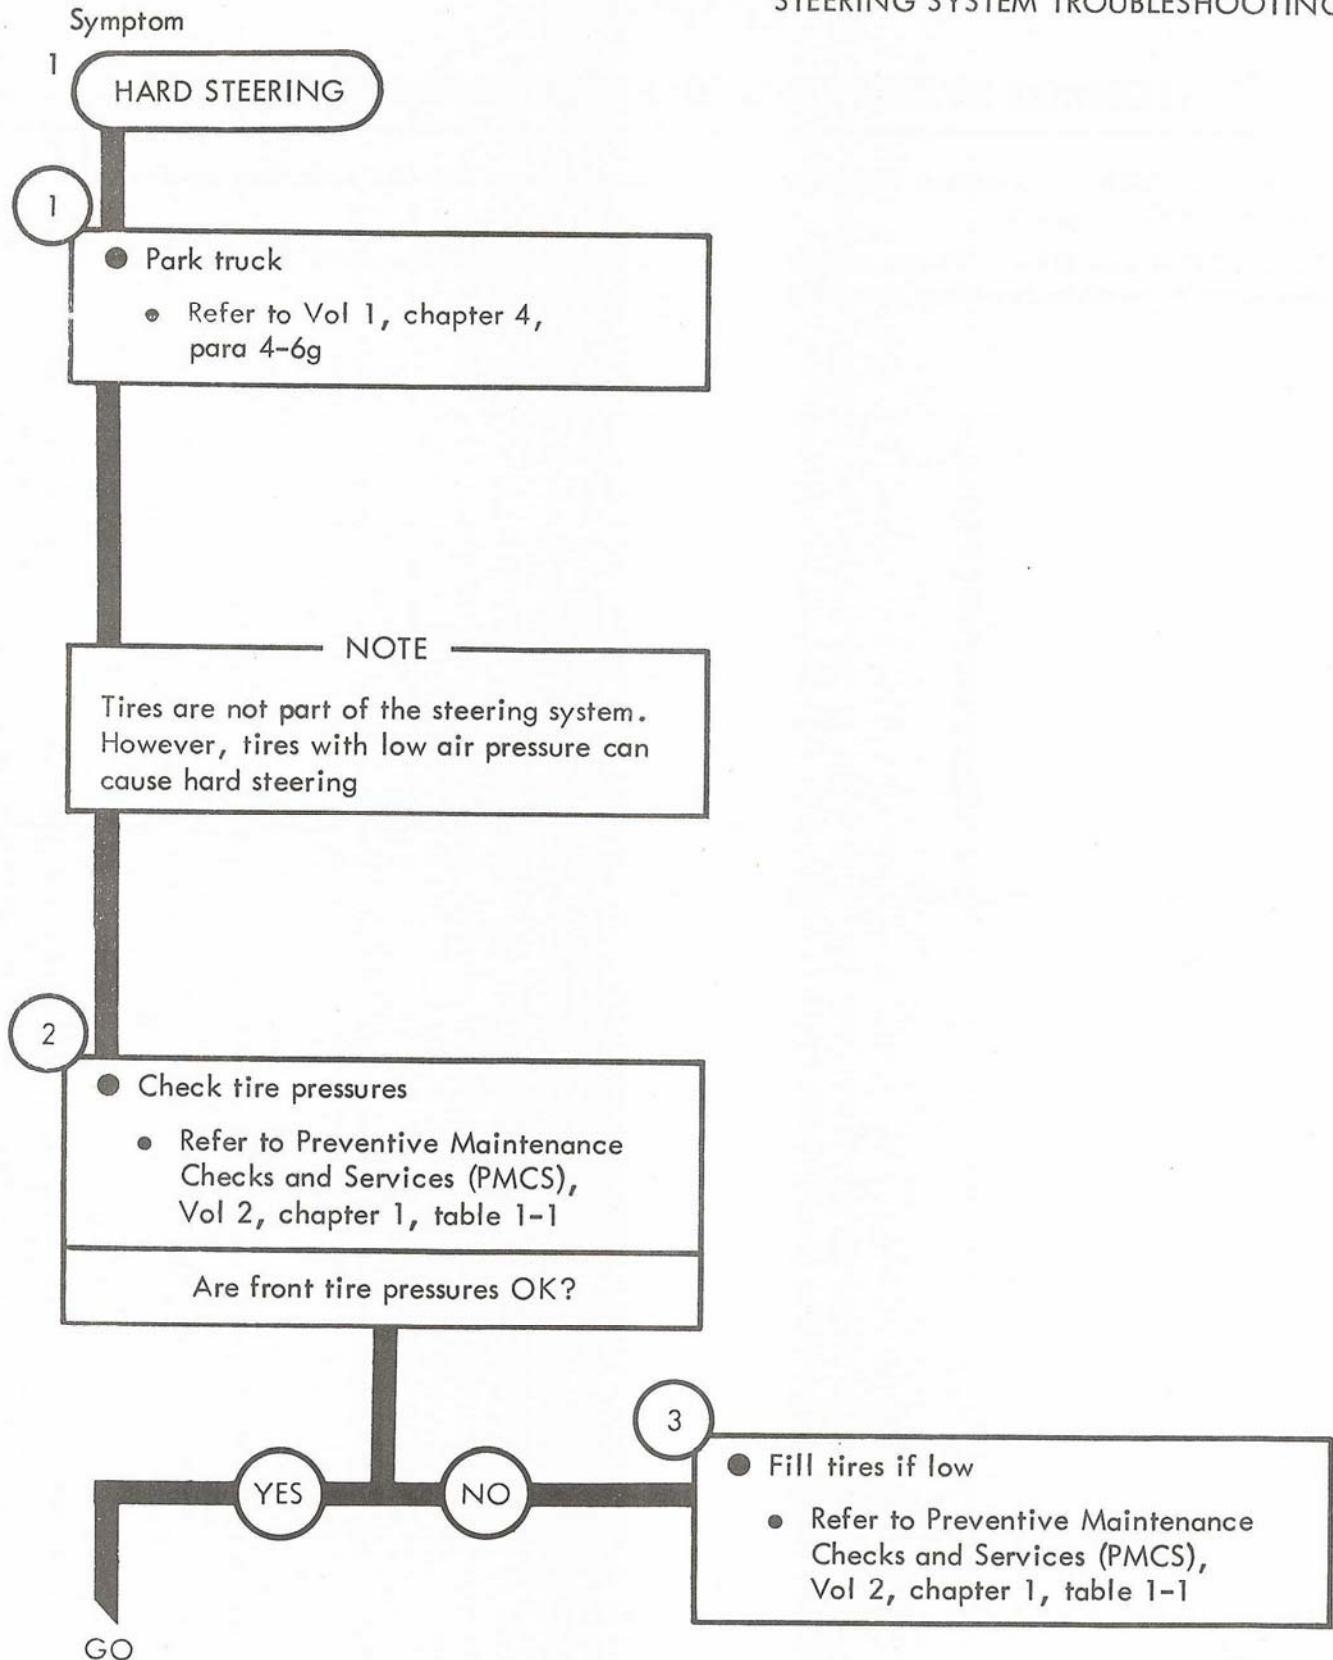 STEERING SYSTEM TROUBLESHOOTING
Symptom
1
HARD STEERING
1
● Park truck
● Refer to Vol 1, chapter 4,
para 4-6g
NOTE
Tires are not part of the steering system.
However, tires with low air pressure can
cause hard steering
2
● Check tire pressures
● Refer to Preventive Maintenance
Checks and Services (PMCS),
Vol 2, chapter 1, table 1-1
Are front tire pressures OK?
YES
NO
3
● Fill tires if low
● Refer to Preventive Maintenance
Checks and Services (PMCS),
Vol 2, chapter 1, table 1-1
GO